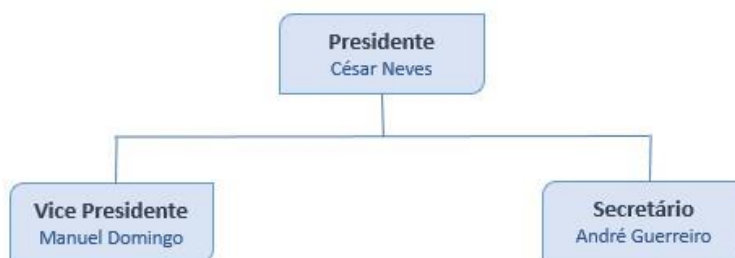 Presidente
César Neves
Vice Presidente
Manuel Domingo
Secretário
André Guerreiro